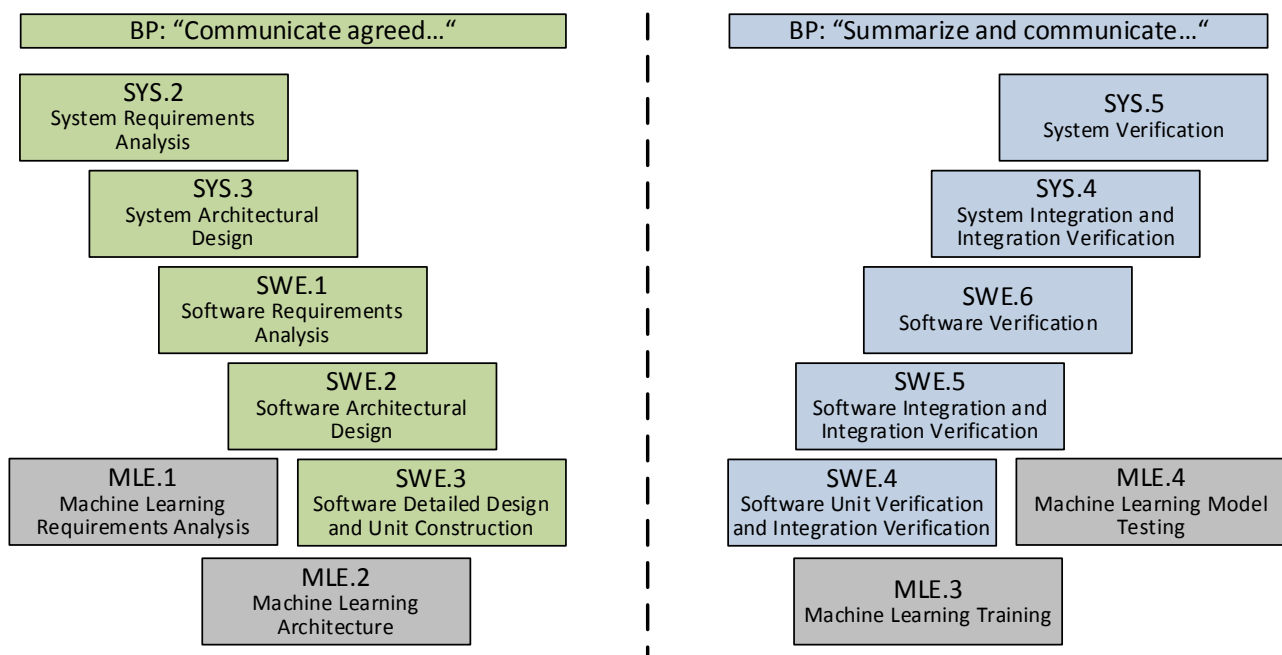 BP: “Communicate agreed…“
BP: “Summarize and communicate…“
SYS.2
System Requirements
Analysis
SYS.3
System Architectural
Design
SWE.1
Software Requirements
Analysis
SWE.2
Software Architectural
Design
MLE.1
Machine Learning
Requirements Analysis
SWE.3
Software Detailed Design
and Unit Construction
MLE.2
Machine Learning
Architecture
SYS.5
System Verification
SYS.4
System Integration and
Integration Verification
SWE.6
Software Verification
SWE.5
Software Integration and
Integration Verification
SWE.4
Software Unit Verification
and Integration Verification
MLE.4
Machine Learning Model
Testing
MLE.3
Machine Learning Training